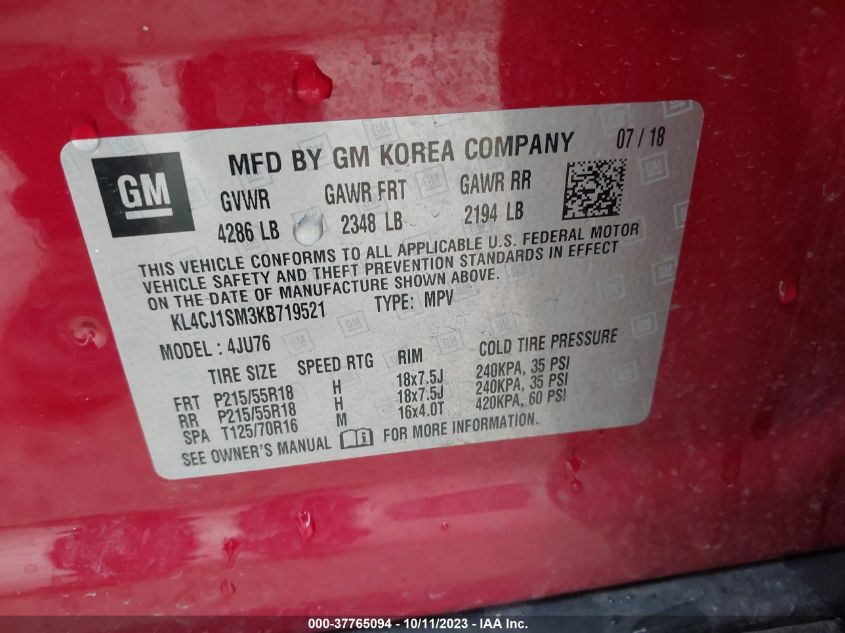 GM
MFD BY GM KOREA COMPANY 07 / 18
GVWR GAWR FRT GAWR RR
4286 LB 2348 LB 2194 LB
THIS VEHICLE CONFORMS TO ALL APPLICABLE U.S. FEDERAL MOTOR
VEHICLE SAFETY AND THEFT PREVENTION STANDARDS IN EFFECT
ON THE DATE OF MANUFACTURE SHOWN ABOVE.
KL4CJ1SM3KB719521 TYPE: MPV
MODEL : 4JU76
TIRE SIZE SPEED RTG RIM COLD TIRE PRESSURE
FRT P215/55R18 H 18x7.5J 240KPA, 35 PSI
RR P215/55R18 H 18x7.5J 240KPA, 35 PSI
SPA T125/70R16 M 16x4.0T 420KPA, 60 PSI
SEE OWNER'S MANUAL FOR MORE INFORMATION.
000-37765094 - 10/11/2023 - IAA Inc.